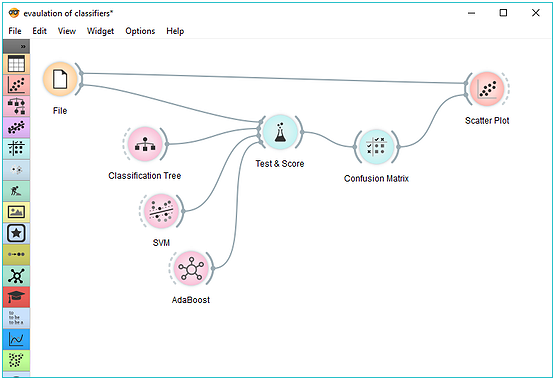 evaulation of classifiers*
File Edit View Widget Options Help
»
File
Scatter Plot
Test & Score
Classification Tree
Confusion Matrix
SVM
AdaBoost
to be
to be a